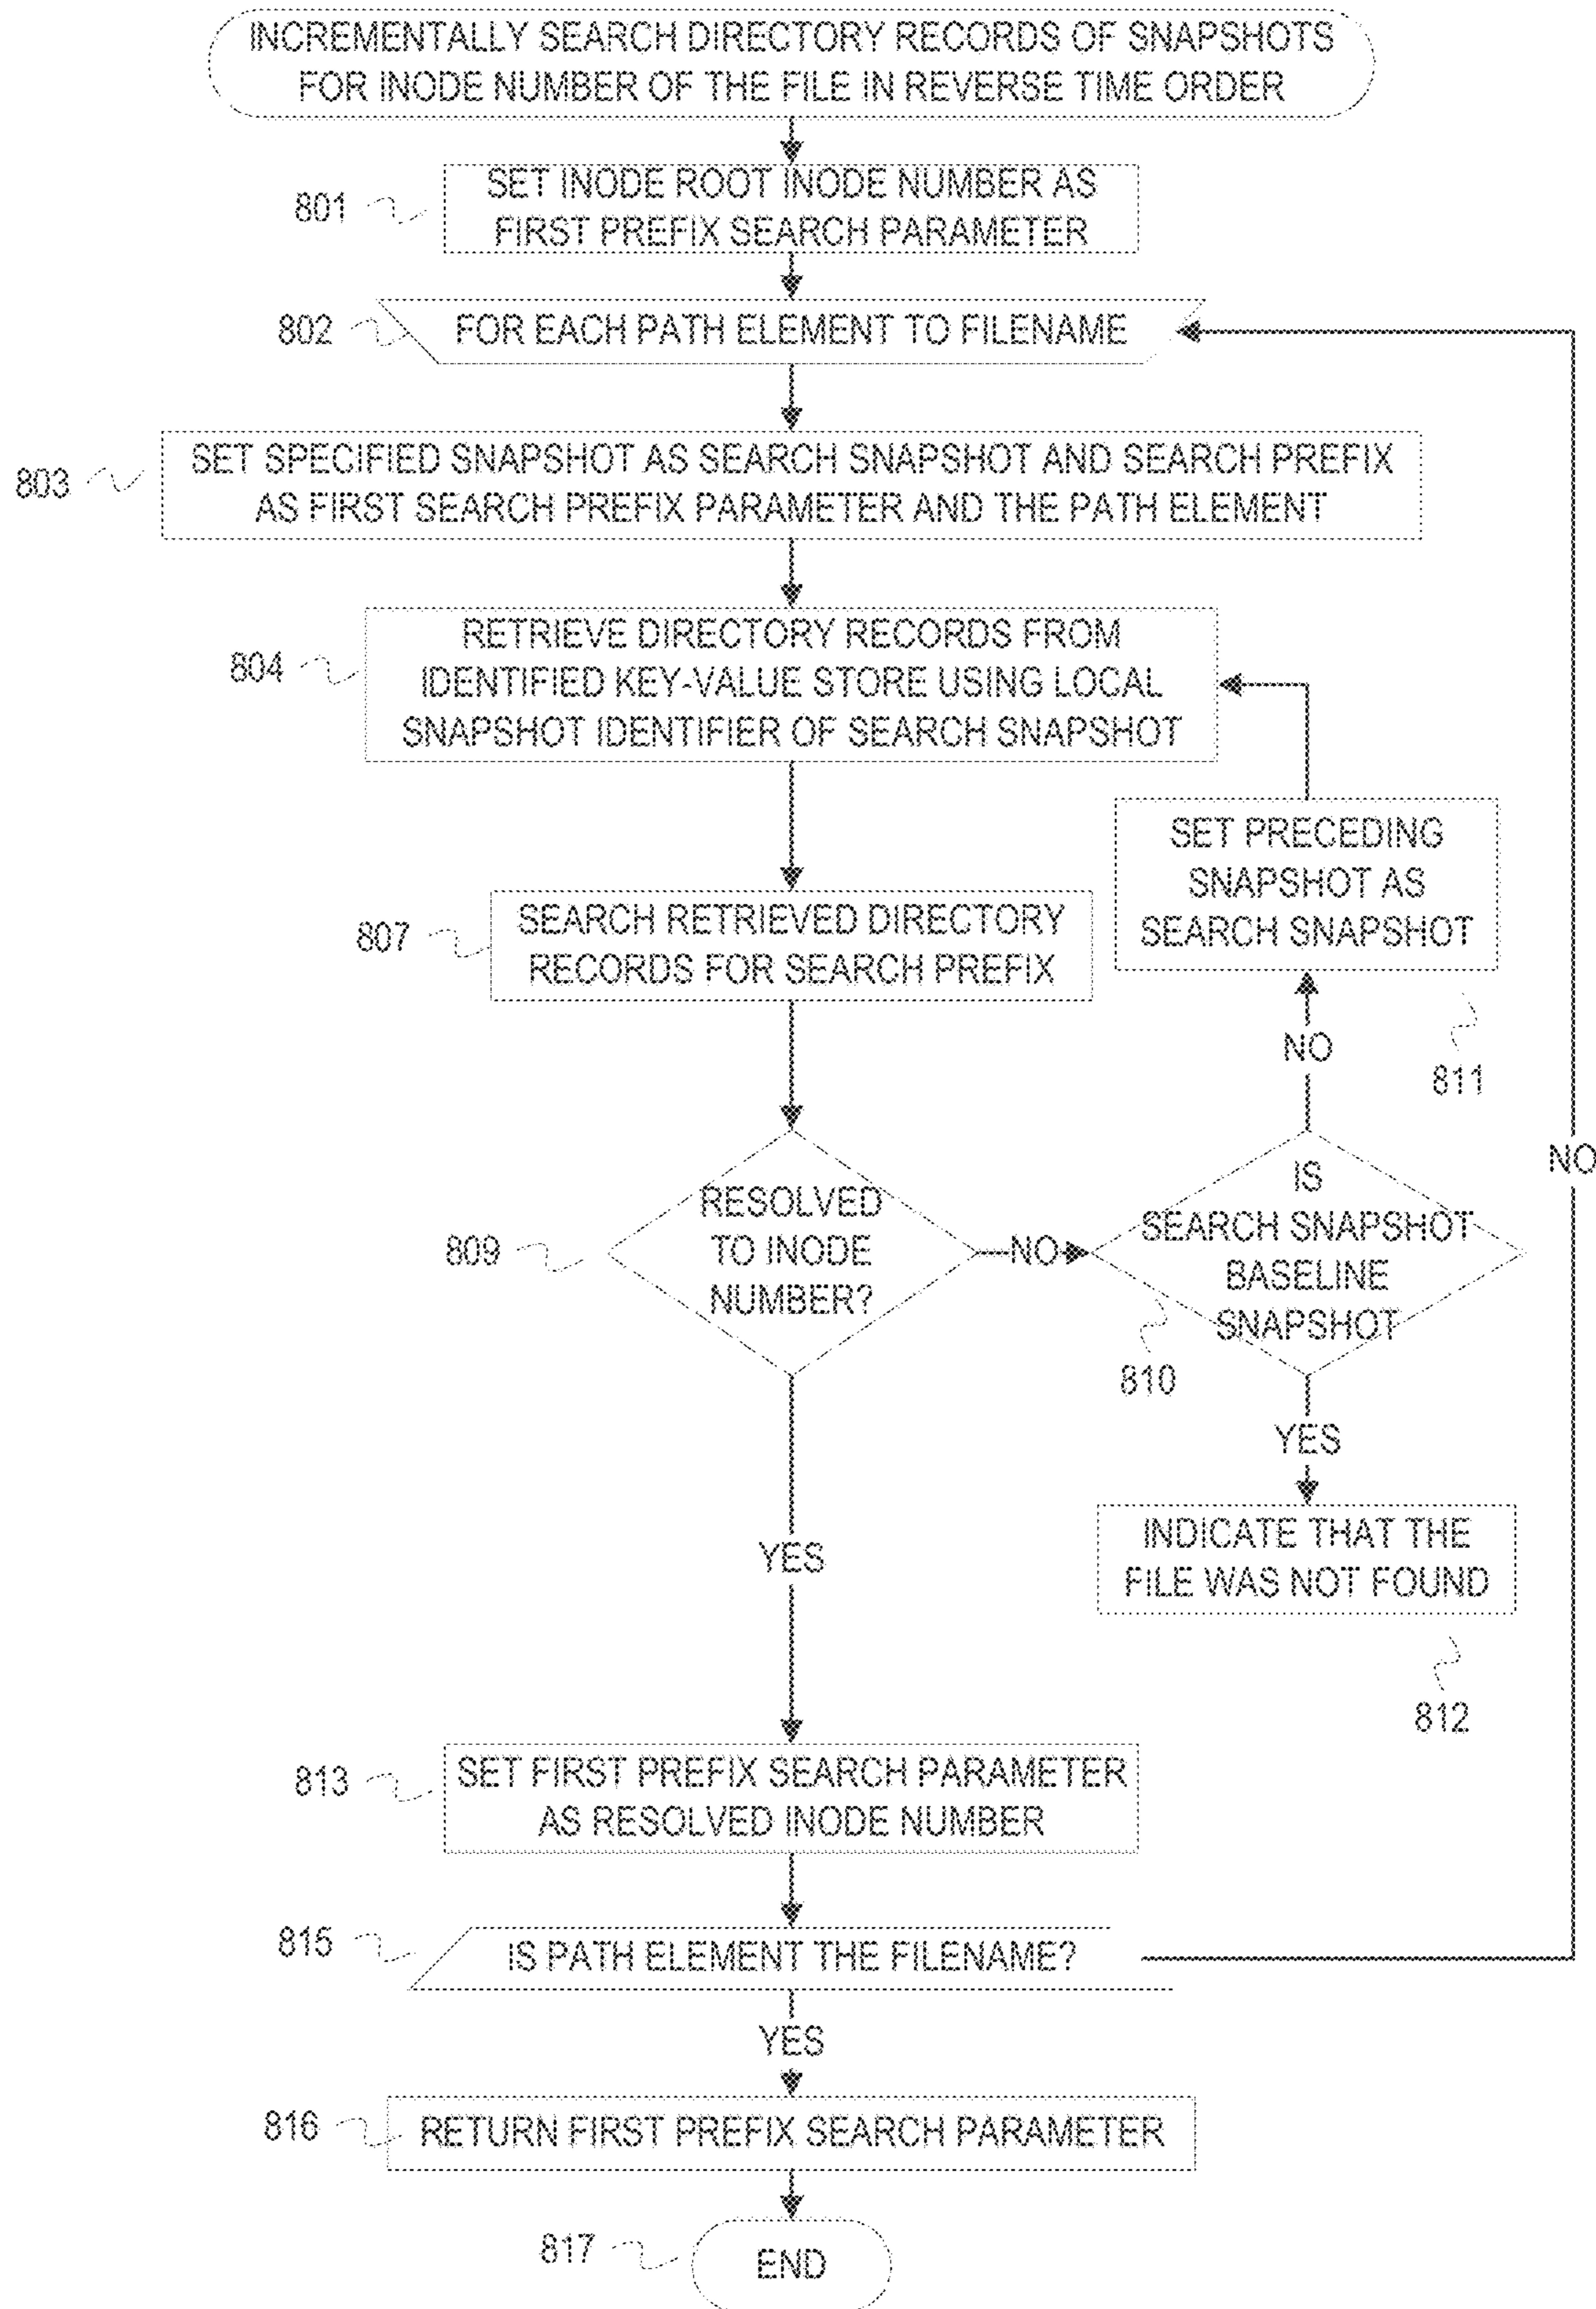 INCREMENTALLY SEARCH DIRECTORY RECORDS OF SNAPSHOTS
FOR INODE NUMBER OF THE FILE IN REVERSE TIME ORDER
801
SET INODE ROOT INODE NUMBER AS
FIRST PREFIX SEARCH PARAMETER
802
FOR EACH PATH ELEMENT TO FILENAME
803
SET SPECIFIED SNAPSHOT AS SEARCH SNAPSHOT AND SEARCH PREFIX
AS FIRST SEARCH PREFIX PARAMETER AND THE PATH ELEMENT
804
RETRIEVE DIRECTORY RECORDS FROM
IDENTIFIED KEY-VALUE STORE USING LOCAL
SNAPSHOT IDENTIFIER OF SEARCH SNAPSHOT
SET PRECEDING
SNAPSHOT AS
SEARCH SNAPSHOT
811
807
SEARCH RETRIEVED DIRECTORY
RECORDS FOR SEARCH PREFIX
NO
NO
809
RESOLVED
TO INODE
NUMBER?
NO
IS
SEARCH SNAPSHOT
BASELINE
SNAPSHOT
810
YES
INDICATE THAT THE
FILE WAS NOT FOUND
812
YES
813
SET FIRST PREFIX SEARCH PARAMETER
AS RESOLVED INODE NUMBER
815
IS PATH ELEMENT THE FILENAME?
YES
816
RETURN FIRST PREFIX SEARCH PARAMETER
817
END